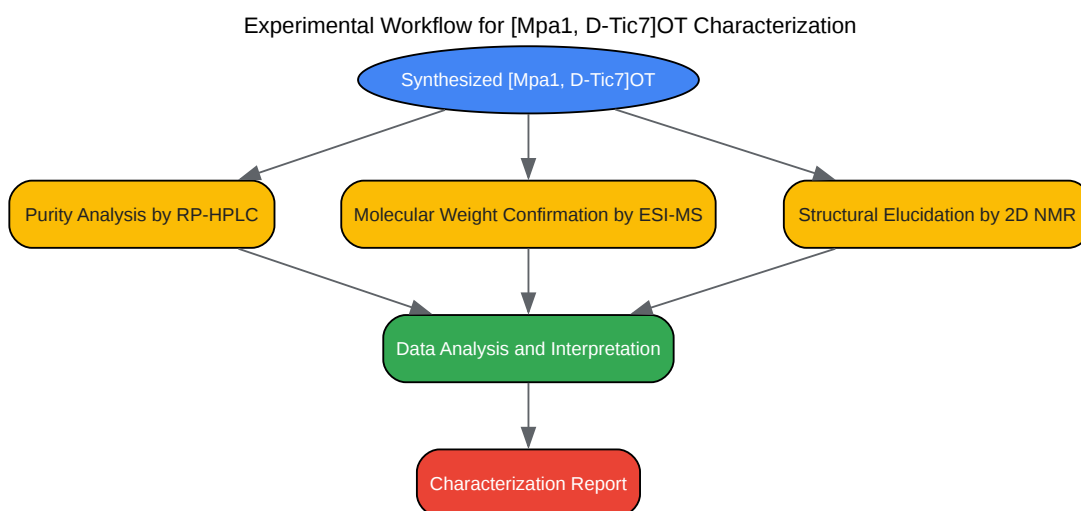 Experimental Workflow for [Mpa1, D-Tic7]OT Characterization
Synthesized [Mpa1, D-Tic7]OT
Purity Analysis by RP-HPLC
Molecular Weight Confirmation by ESI-MS
Structural Elucidation by 2D NMR
Data Analysis and Interpretation
Characterization Report